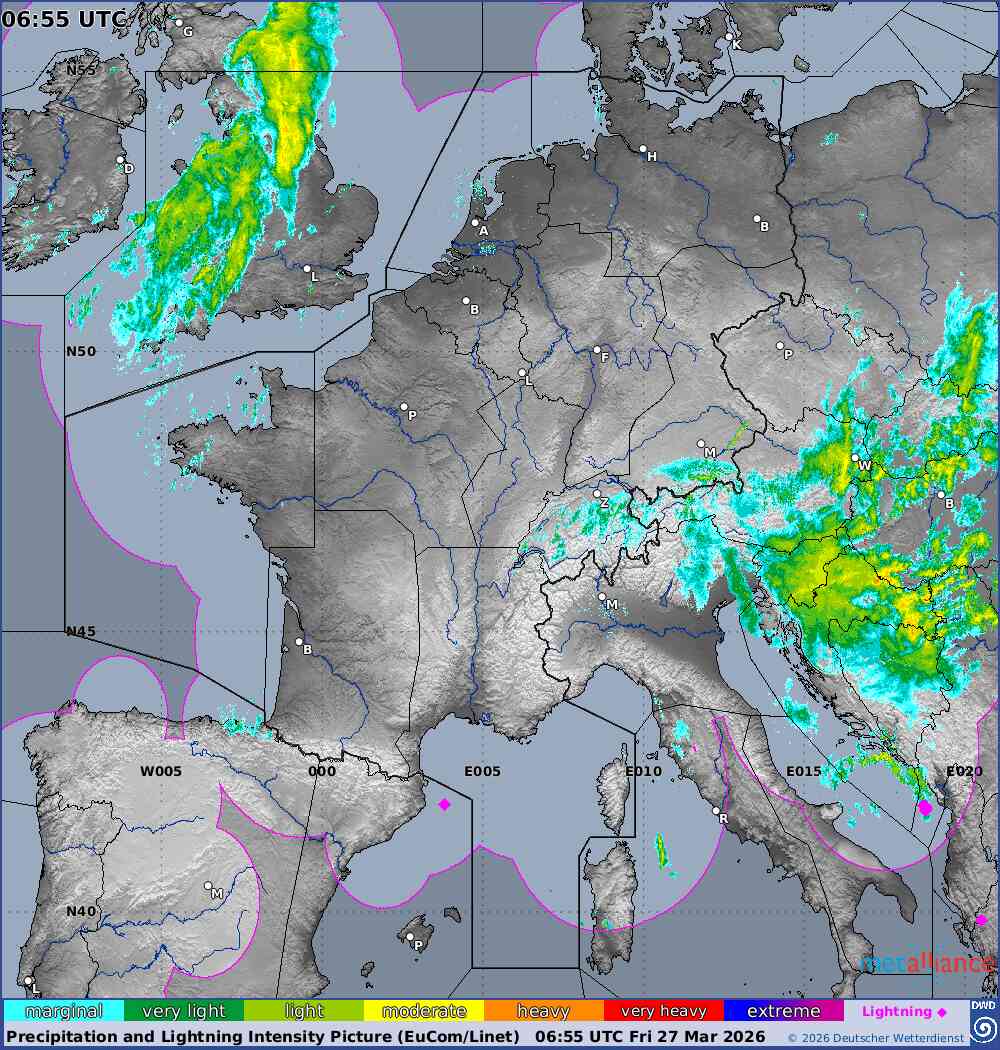 06:55 UTC
G
K
N55
D
H
A
B
L
B
N50
F
P
L
P
M
W
Z
B
M
N45
B
W005
000
E005
E010
E015
E020
R
M
N40
P
metalliance
L
marginal very light light moderate heavy very heavy extreme Lightning ◆ DWD
Precipitation and Lightning Intensity Picture (EuCom/Linet) 06:55 UTC Fri 27 Mar 2026 © 2026 Deutscher Wetterdienst